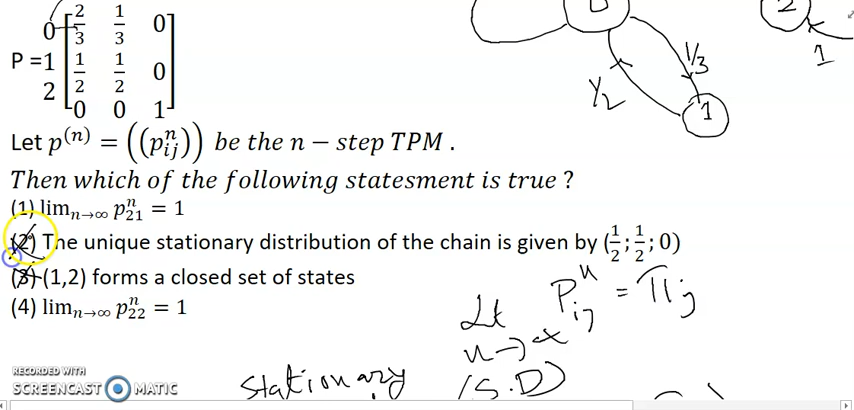 0 2/3 1/3 0
P =1 1/2 1/2 0
2 0 0 1
0
1/3
1/2
1
2
1
Let p^(n) = ((p_ij^n)) be the n − step TPM .
Then which of the following statesment is true ?
(1) lim_n→∞ p_21^n = 1
(2) The unique stationary distribution of the chain is given by (1/2; 1/2; 0)
(3) (1,2) forms a closed set of states
(4) lim_n→∞ p_22^n = 1
Lt n→∝ P_ij^n = Π_j
stationary (S.D)
RECORDED WITH
SCREENCAST MATIC